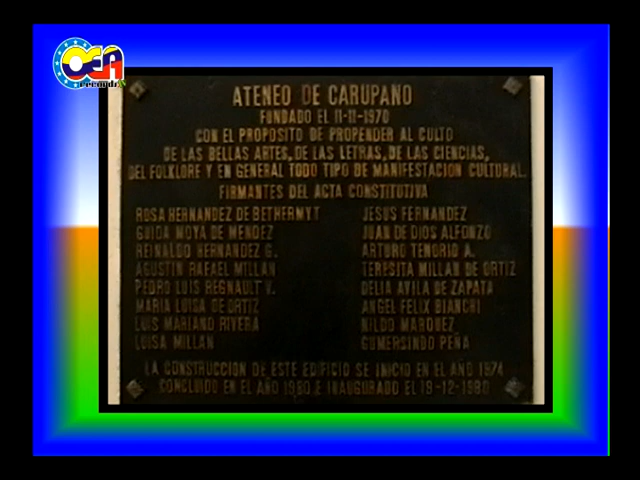 OEA
records
ATENEO DE CARUPANO
FUNDADO EL 11-11-1970
CON EL PROPOSITO DE PROPENDER AL CULTO
DE LAS BELLAS ARTES, DE LAS LETRAS, DE LAS CIENCIAS,
DEL FOLKLORE Y EN GENERAL TODO TIPO DE MANIFESTACION CULTURAL.
FIRMANTES DEL ACTA CONSTITUTIVA
ROSA HERNANDEZ DE BETHERMYT
GUIDA MOYA DE MENDEZ
REINALDO HERNANDEZ G.
AGUSTIN RAFAEL MILLAN
PEDRO LUIS REGNAULT V.
MARIA LUISA DE ORTIZ
LUIS MARIANO RIVERA
LUISA MILLAN
JESUS FERNANDEZ
JUAN DE DIOS ALFONZO
ARTURO TENORIO A.
TERESITA MILLAN DE ORTIZ
DELIA AVILA DE ZAPATA
ANGEL FELIX BIANCHI
NILDO MARQUEZ
GUMERSINDO PEÑA
LA CONSTRUCCION DE ESTE EDIFICIO SE INICIO EN EL AÑO 1974
CONCLUIDO EN EL AÑO 1980 E INAUGURADO EL 19-12-1980